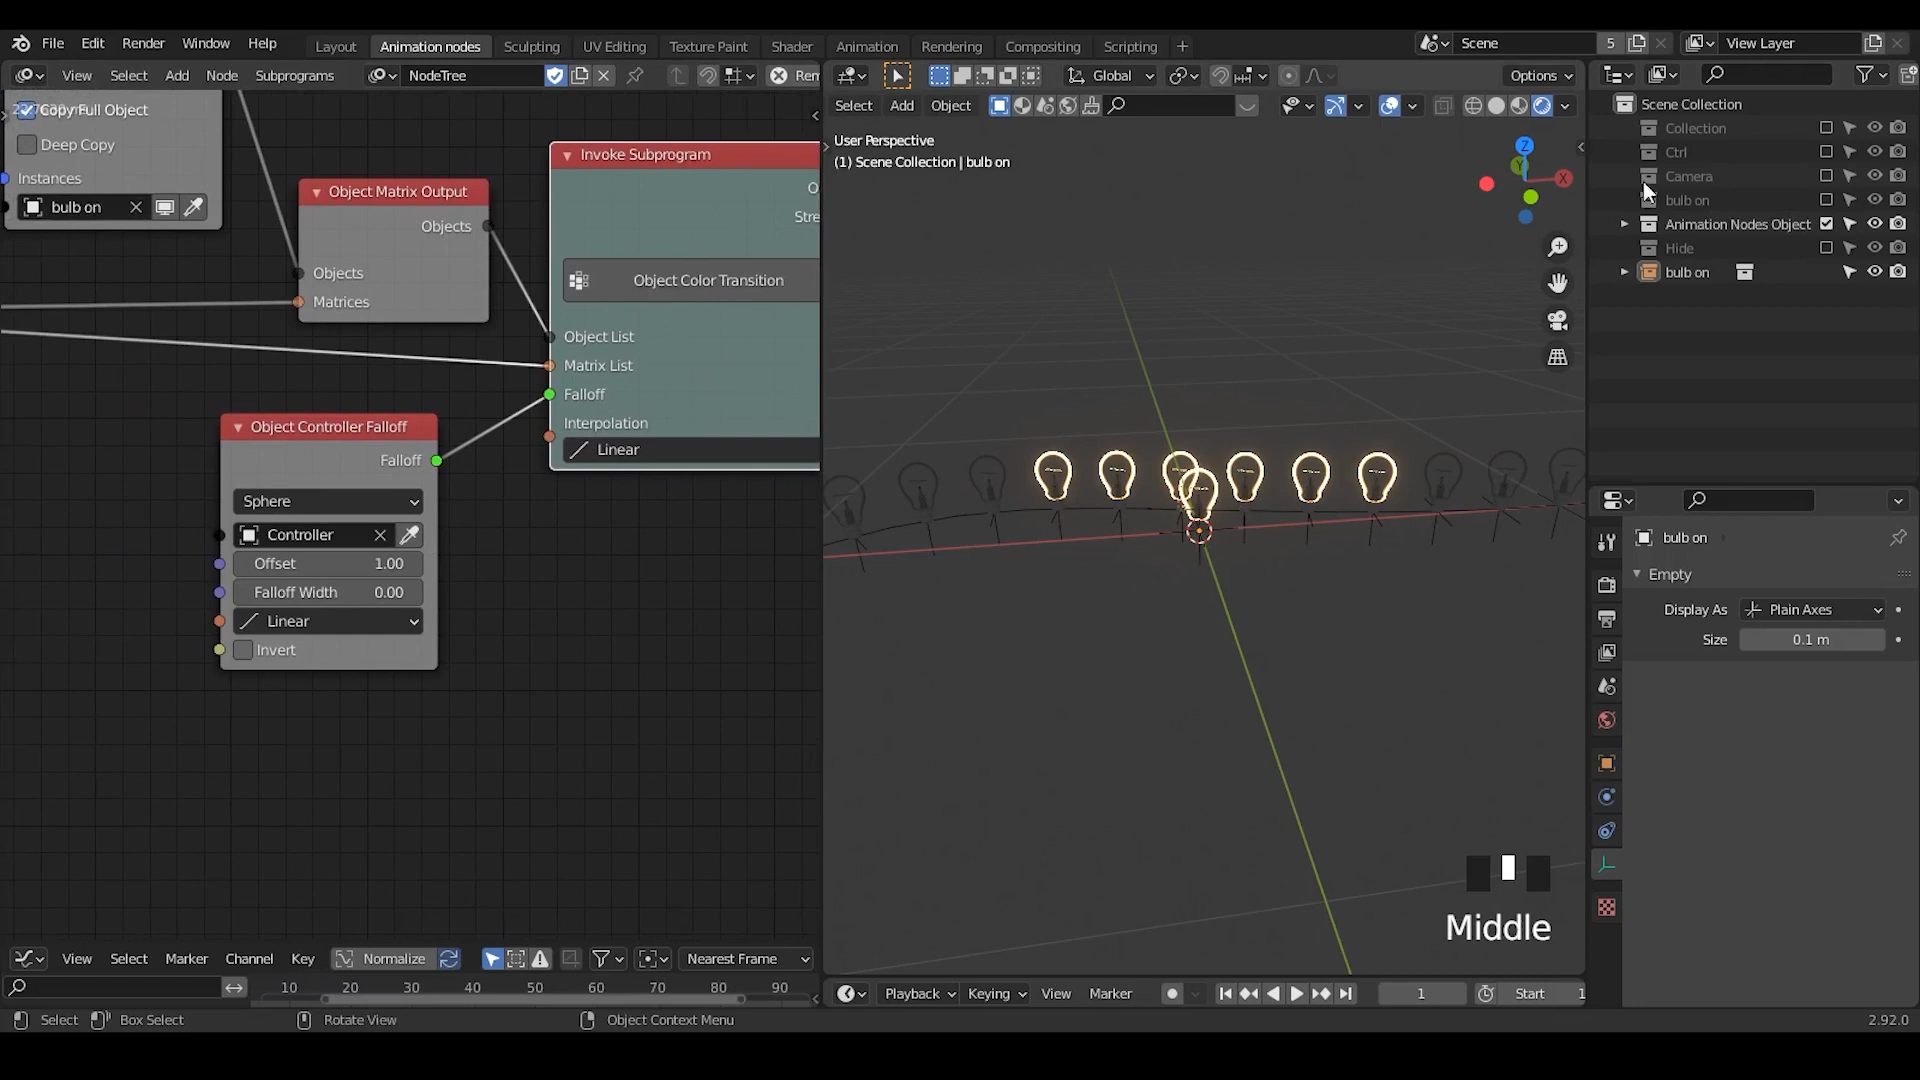 File Edit Render Window Help Layout Animation nodes Sculpting UV Editing Texture Paint Shader Animation Rendering Compositing Scripting + Scene 5 View Layer
View Select Add Node Subprograms NodeTree Rem
Global Options
Select Add Object
Copy Full Object
Deep Copy
Instances
bulb on
Object Matrix Output
Objects
Objects
Matrices
Invoke Subprogram
Object Color Transition
Object List
Matrix List
Falloff
Interpolation
Linear
Object Controller Falloff
Falloff
Sphere
Controller
Offset 1.00
Falloff Width 0.00
Linear
Invert
User Perspective
(1) Scene Collection | bulb on
Z
Y
X
Middle
Scene Collection
Collection
Ctrl
Camera
bulb on
Animation Nodes Object
Hide
bulb on
bulb on
Empty
Display As Plain Axes
Size 0.1 m
View Select Marker Channel Key Normalize Nearest Frame
10 20 30 40 50 60 70 80 90
Playback Keying View Marker 1 Start 1
Select Box Select Rotate View Object Context Menu 2.92.0